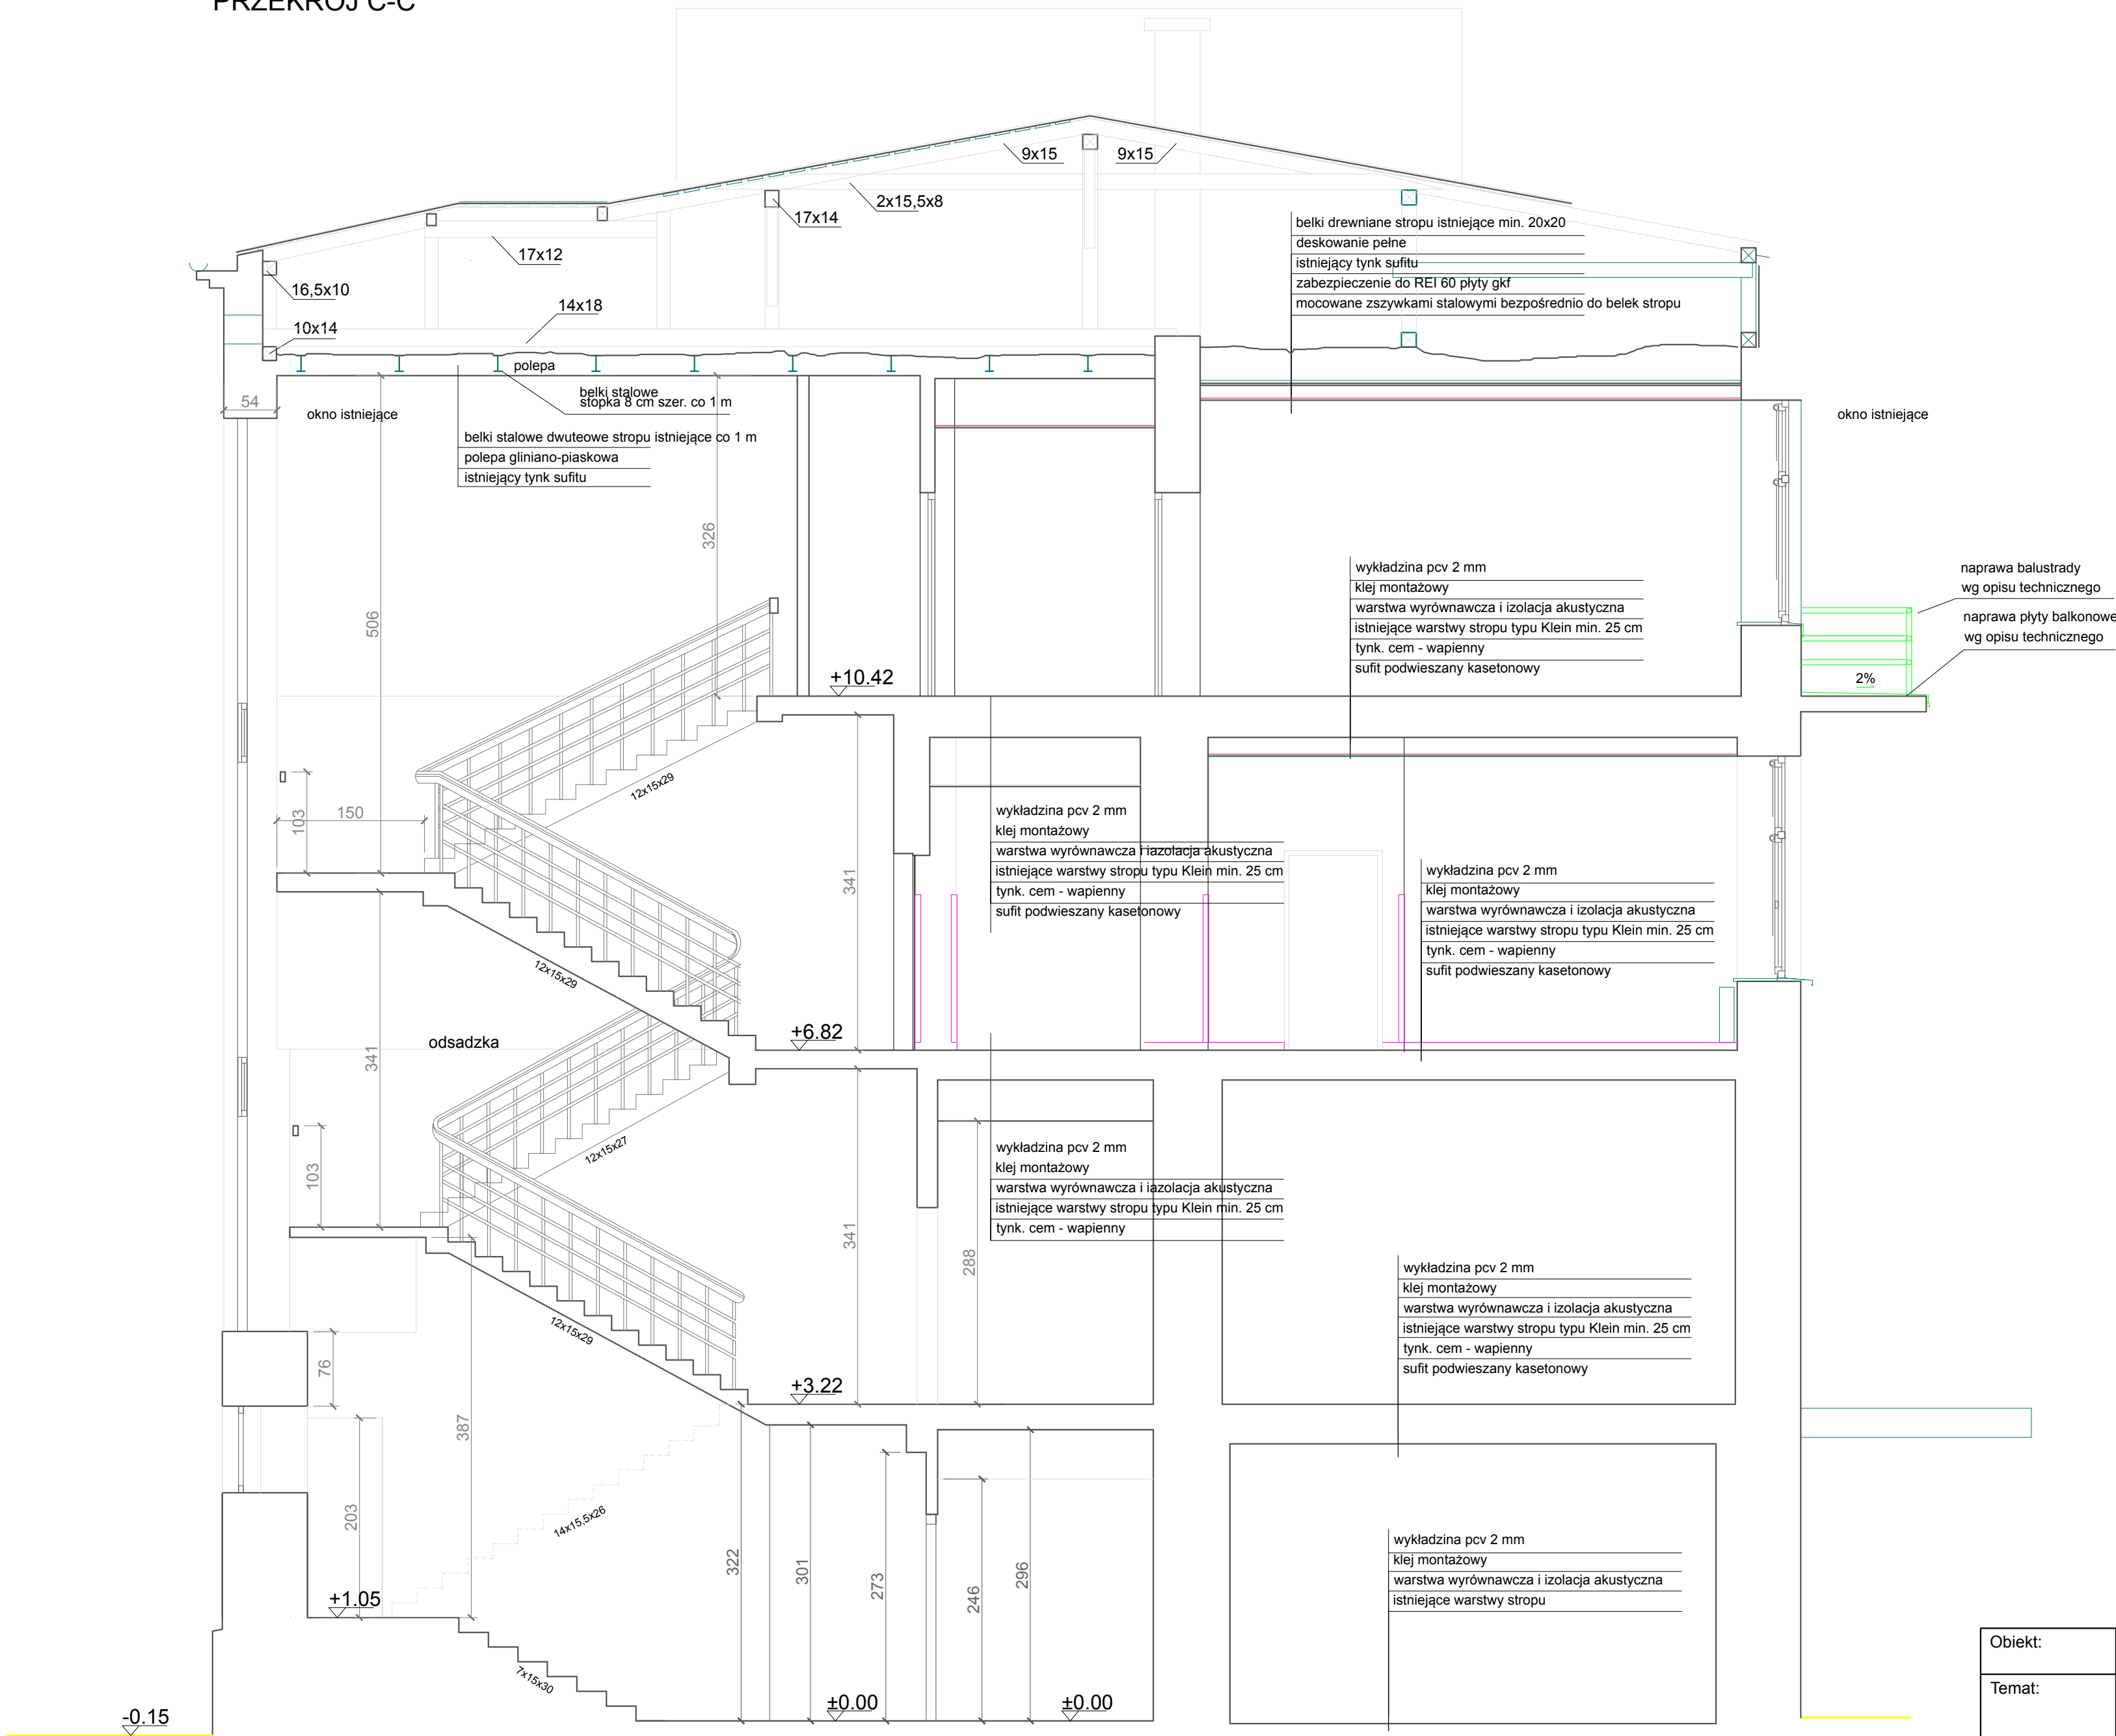 PRZEKRÓJ C-C
9x15
9x15
2x15,5x8
17x14
17x12
16,5x10
14x18
10x14
belki drewniane stropu istniejące min. 20x20
deskowanie pełne
istniejący tynk sufitu
zabezpieczenie do REI 60 płyty gkf
mocowane zszywkami stalowymi bezpośrednio do belek stropu
polepa
belki stalowe
stopka 8 cm szer. co 1 m
54
okno istniejące
okno istniejące
belki stalowe dwuteowe stropu istniejące co 1 m
polepa gliniano-piaskowa
istniejący tynk sufitu
326
506
wykładzina pcv 2 mm
klej montażowy
warstwa wyrównawcza i izolacja akustyczna
istniejące warstwy stropu typu Klein min. 25 cm
tynk. cem - wapienny
sufit podwieszany kasetonowy
naprawa balustrady
wg opisu technicznego
naprawa płyty balkonowe
wg opisu technicznego
2%
+10.42
12x15x29
103
150
341
wykładzina pcv 2 mm
klej montażowy
warstwa wyrównawcza i iazolacja akustyczna
istniejące warstwy stropu typu Klein min. 25 cm
tynk. cem - wapienny
sufit podwieszany kasetonowy
wykładzina pcv 2 mm
klej montażowy
warstwa wyrównawcza i izolacja akustyczna
istniejące warstwy stropu typu Klein min. 25 cm
tynk. cem - wapienny
sufit podwieszany kasetonowy
12x15x29
+6.82
odsadzka
341
12x15x27
103
341
288
wykładzina pcv 2 mm
klej montażowy
warstwa wyrównawcza i iazolacja akustyczna
istniejące warstwy stropu typu Klein min. 25 cm
tynk. cem - wapienny
wykładzina pcv 2 mm
klej montażowy
warstwa wyrównawcza i izolacja akustyczna
istniejące warstwy stropu typu Klein min. 25 cm
tynk. cem - wapienny
sufit podwieszany kasetonowy
12x15x29
76
+3.22
387
203
14x15,5x26
322
301
273
246
296
wykładzina pcv 2 mm
klej montażowy
warstwa wyrównawcza i izolacja akustyczna
istniejące warstwy stropu
+1.05
7x15x30
±0.00
±0.00
-0.15
Obiekt:
Temat: